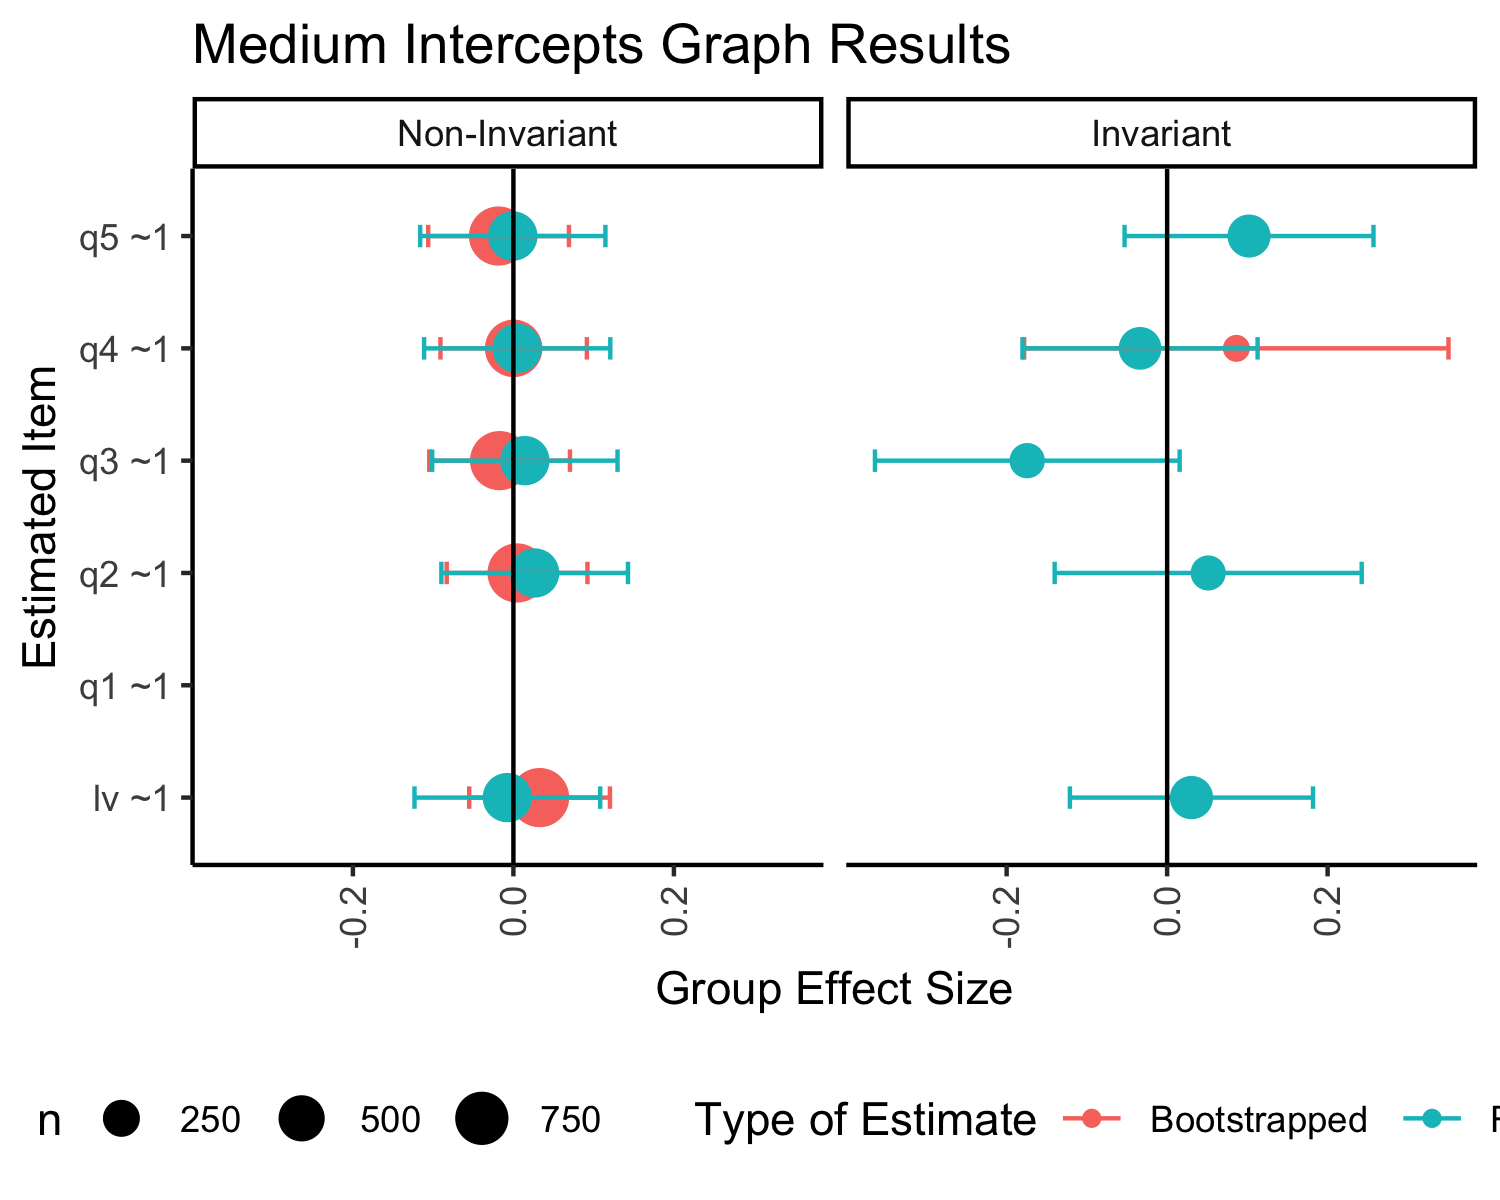 Medium Intercepts Graph Results
Non-Invariant
Invariant
Estimated Item
q5 ~1
q4 ~1
q3 ~1
q2 ~1
q1 ~1
lv ~1
-0.2 0.0 0.2
-0.2 0.0 0.2
Group Effect Size
n 250 500 750 Type of Estimate Bootstrapped